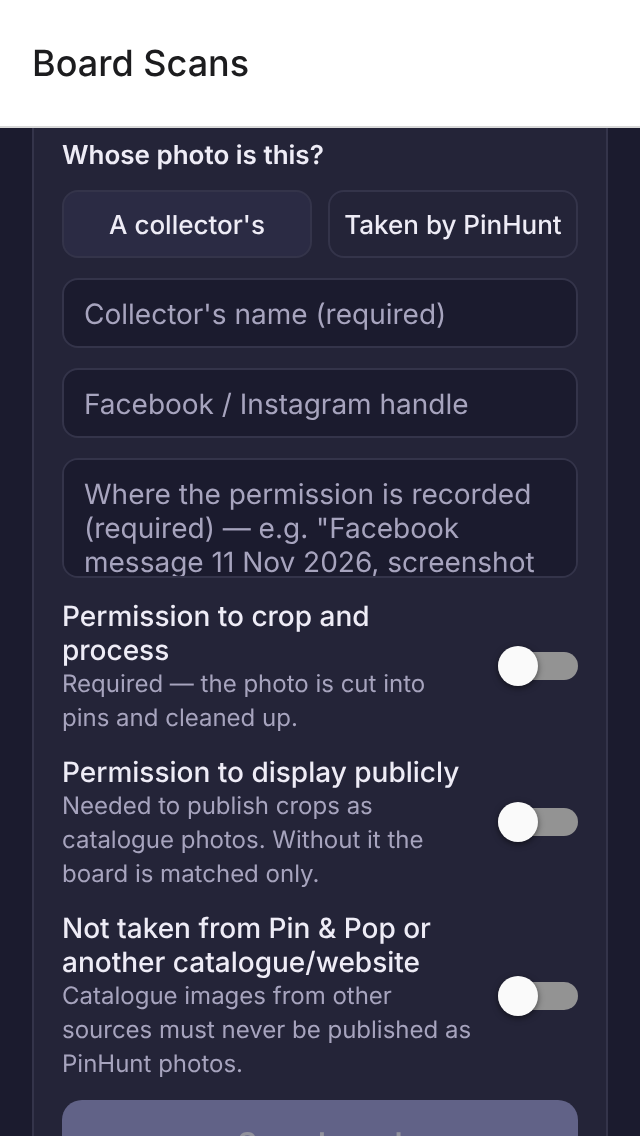 Board Scans
Whose photo is this?
A collector's
Taken by PinHunt
Collector's name (required)
Facebook / Instagram handle
Where the permission is recorded
(required) — e.g. "Facebook
message 11 Nov 2026, screenshot
Permission to crop and
process
Required — the photo is cut into
pins and cleaned up.
Permission to display publicly
Needed to publish crops as
catalogue photos. Without it the
board is matched only.
Not taken from Pin & Pop or
another catalogue/website
Catalogue images from other
sources must never be published as
PinHunt photos.